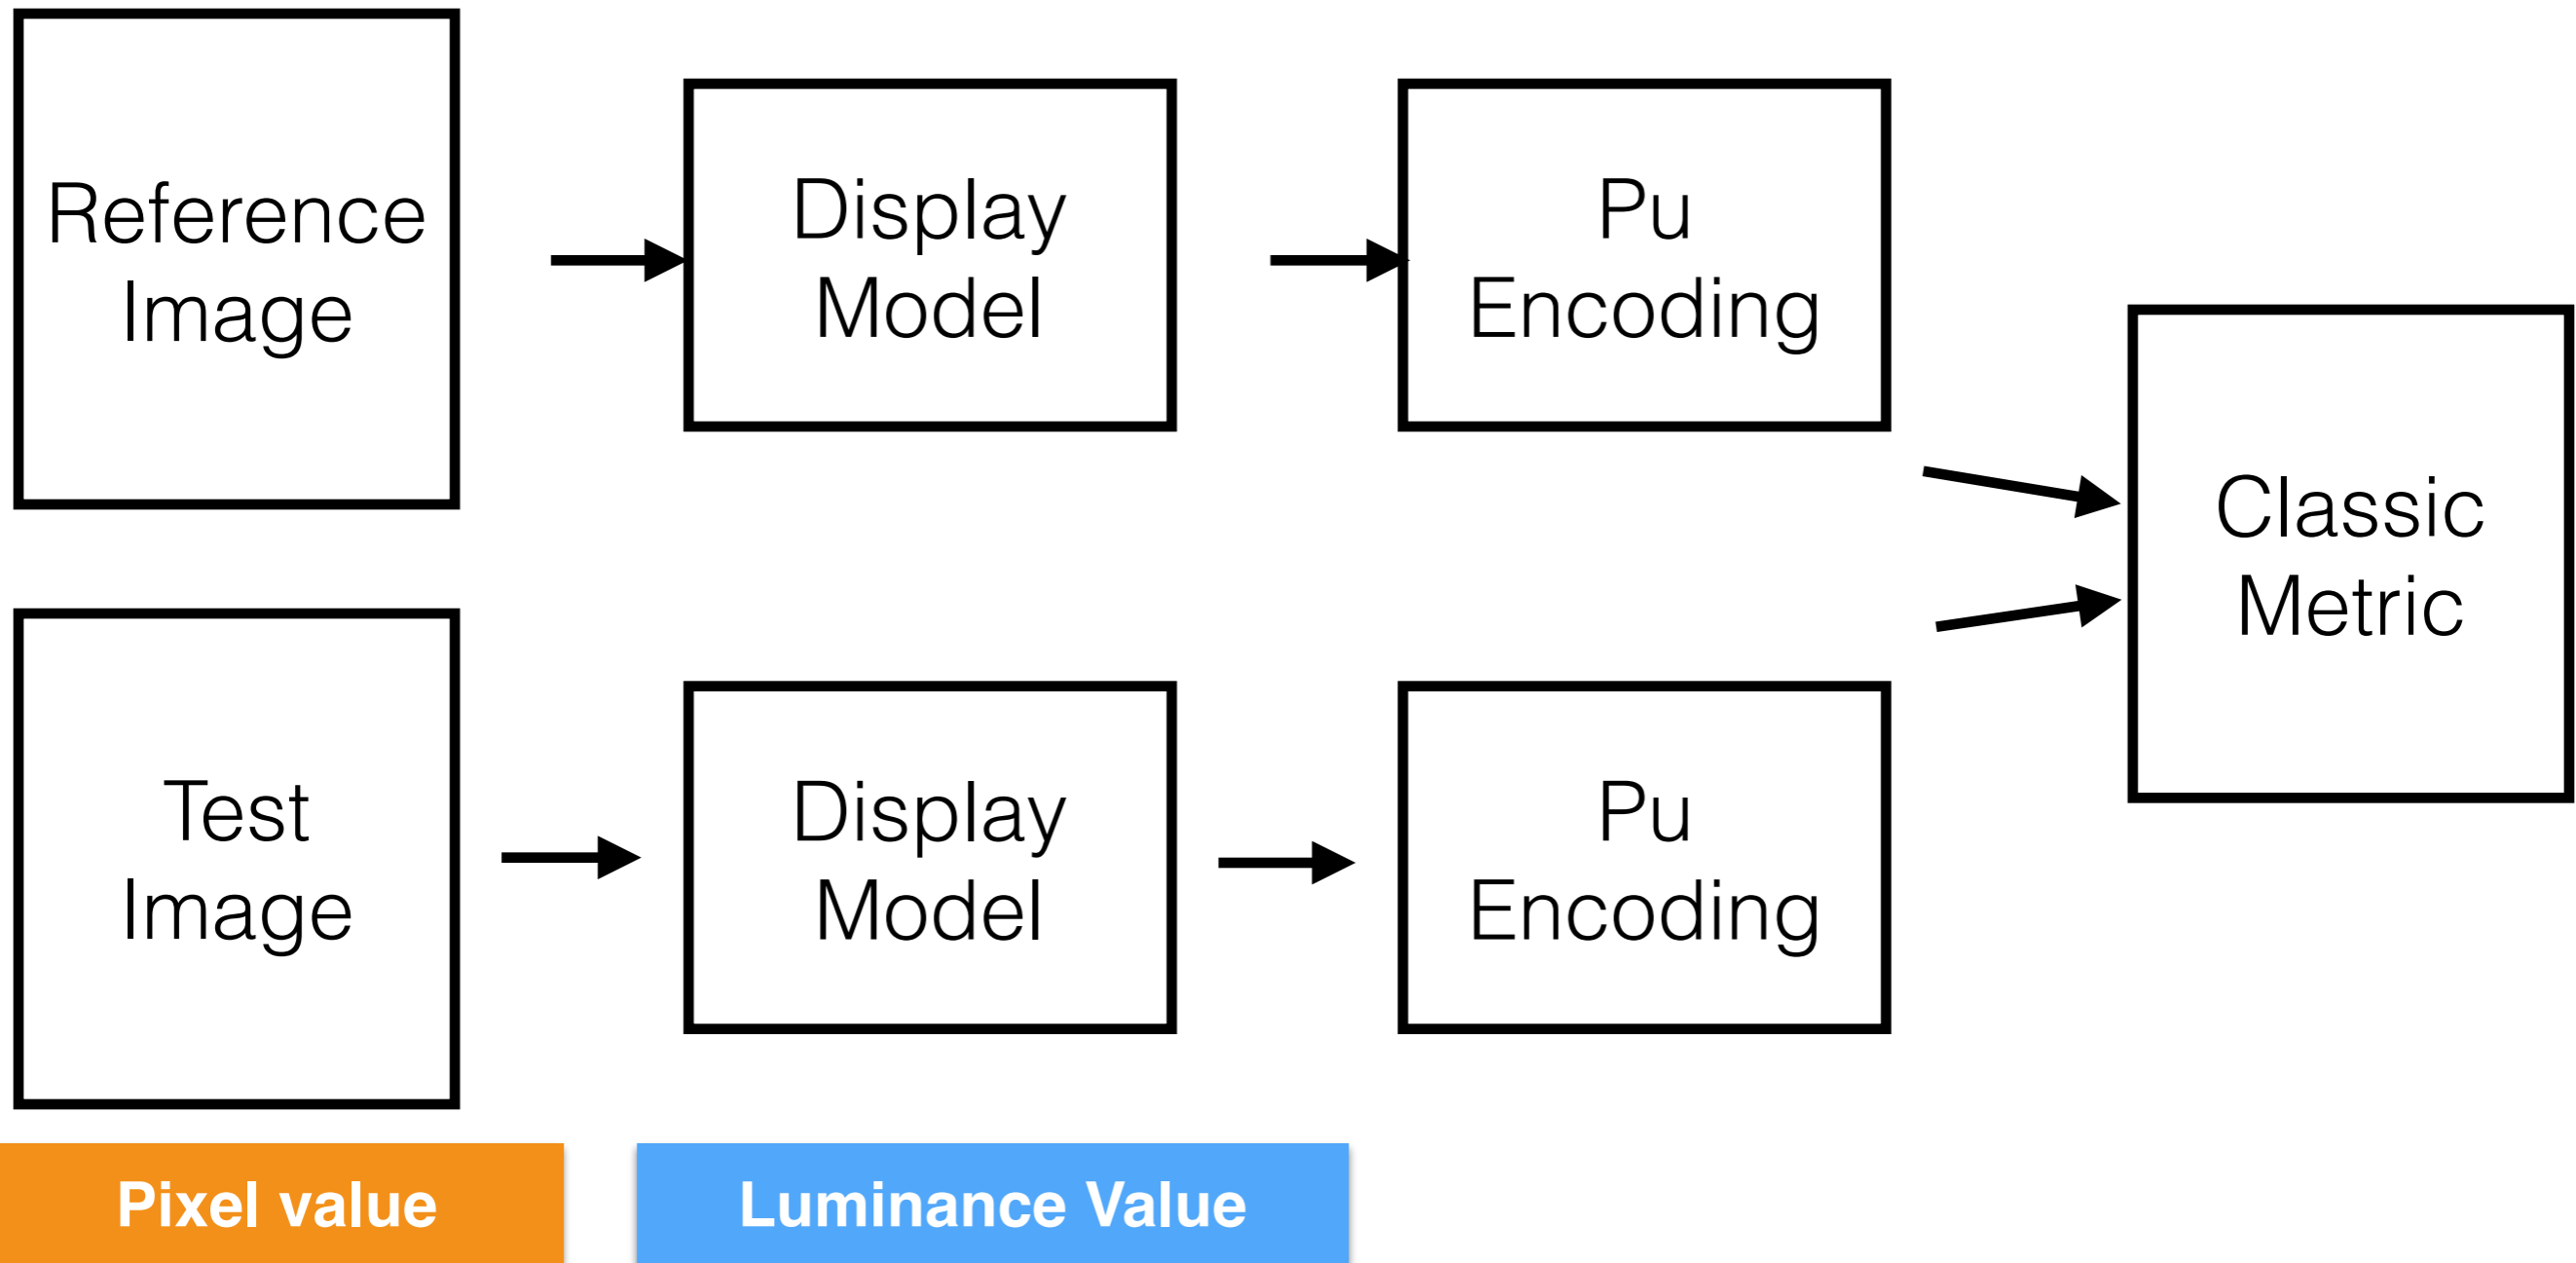 Reference
Image
Display
Model
Pu
Encoding
Classic
Metric
Test
Image
Display
Model
Pu
Encoding
Pixel value
Luminance Value